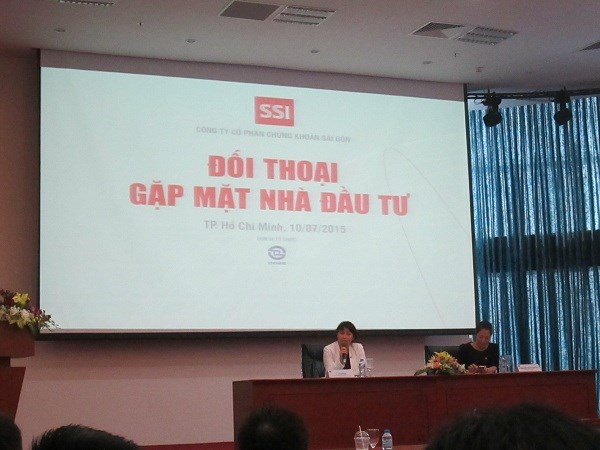 SSI
CÔNG TY CỔ PHẦN CHỨNG KHOÁN SÀI GÒN
ĐỐI THOẠI
GẶP MẶT NHÀ ĐẦU TƯ
TP. Hồ Chí Minh, 10/07/2015